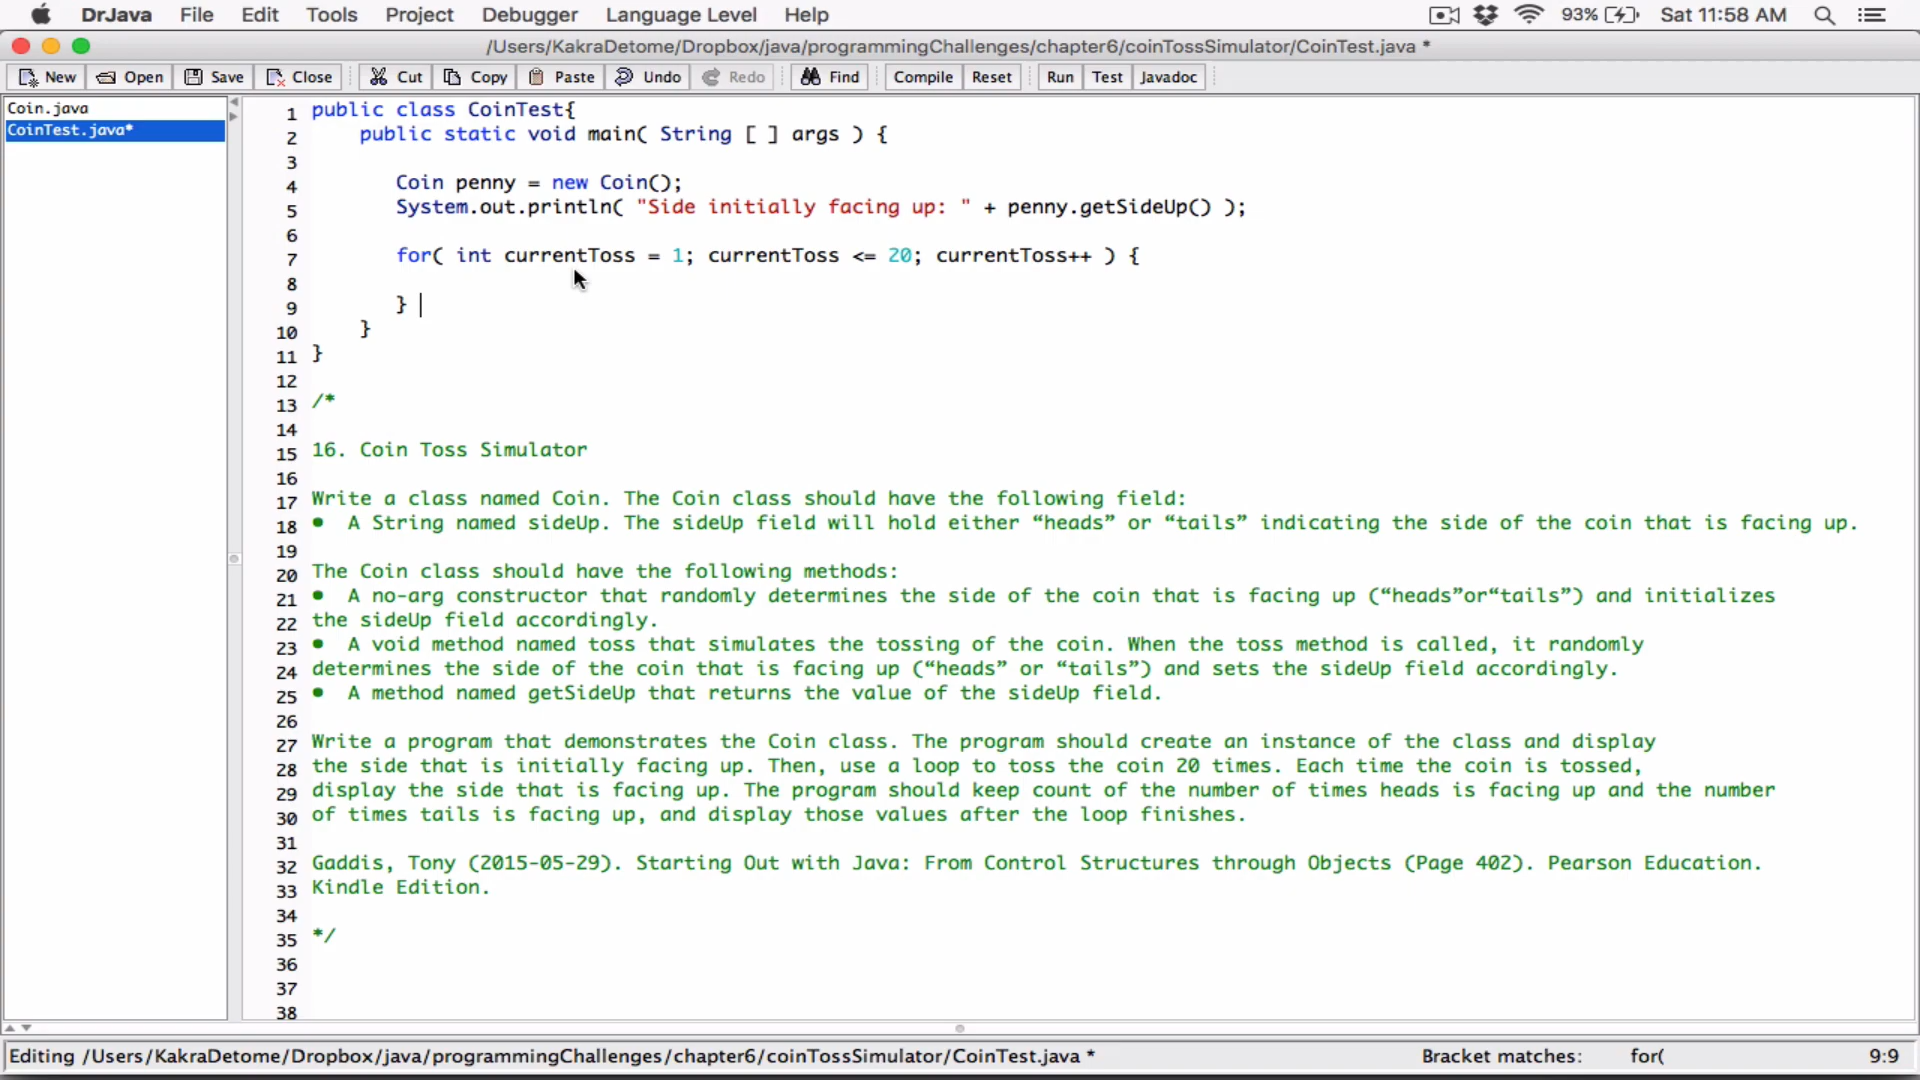 DrJava File Edit Tools Project Debugger Language Level Help 93% Sat 11:58 AM
/Users/KakraDetome/Dropbox/java/programmingChallenges/chapter6/coinTossSimulator/CoinTest.java *
New Open Save Close Cut Copy Paste Undo Redo Find Compile Reset Run Test Javadoc
Coin.java
CoinTest.java*
1 public class CoinTest{
2 public static void main( String [ ] args ) {
3
4 Coin penny = new Coin();
5 System.out.println( "Side initially facing up: " + penny.getSideUp() );
6
7 for( int currentToss = 1; currentToss <= 20; currentToss++ ) {
8
9 }
10 }
11 }
12
13 /*
14
15 16. Coin Toss Simulator
16
17 Write a class named Coin. The Coin class should have the following field:
18 • A String named sideUp. The sideUp field will hold either “heads” or “tails” indicating the side of the coin that is facing up.
19
20 The Coin class should have the following methods:
21 • A no-arg constructor that randomly determines the side of the coin that is facing up (“heads”or“tails”) and initializes
22 the sideUp field accordingly.
23 • A void method named toss that simulates the tossing of the coin. When the toss method is called, it randomly
24 determines the side of the coin that is facing up (“heads” or “tails”) and sets the sideUp field accordingly.
25 • A method named getSideUp that returns the value of the sideUp field.
26
27 Write a program that demonstrates the Coin class. The program should create an instance of the class and display
28 the side that is initially facing up. Then, use a loop to toss the coin 20 times. Each time the coin is tossed,
29 display the side that is facing up. The program should keep count of the number of times heads is facing up and the number
30 of times tails is facing up, and display those values after the loop finishes.
31
32 Gaddis, Tony (2015-05-29). Starting Out with Java: From Control Structures through Objects (Page 402). Pearson Education.
33 Kindle Edition.
34
35 */
36
37
38
Editing /Users/KakraDetome/Dropbox/java/programmingChallenges/chapter6/coinTossSimulator/CoinTest.java * Bracket matches: for( 9:9